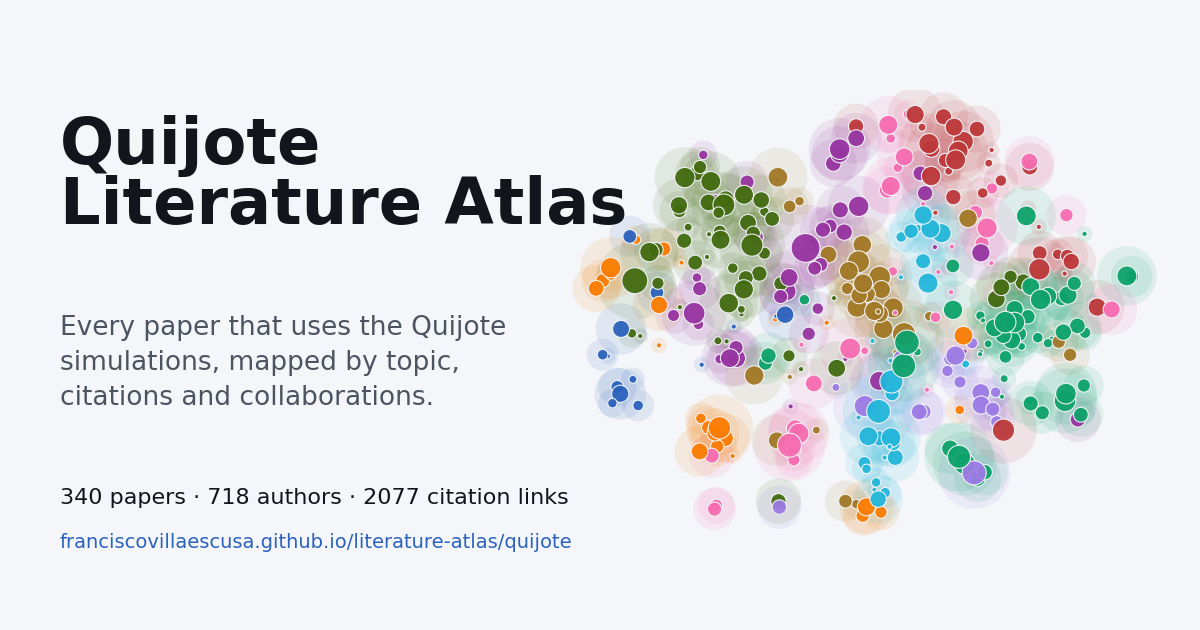 Quijote
Literature Atlas
Every paper that uses the Quijote
simulations, mapped by topic,
citations and collaborations.
340 papers · 718 authors · 2077 citation links
franciscovillaescusa.github.io/literature-atlas/quijote